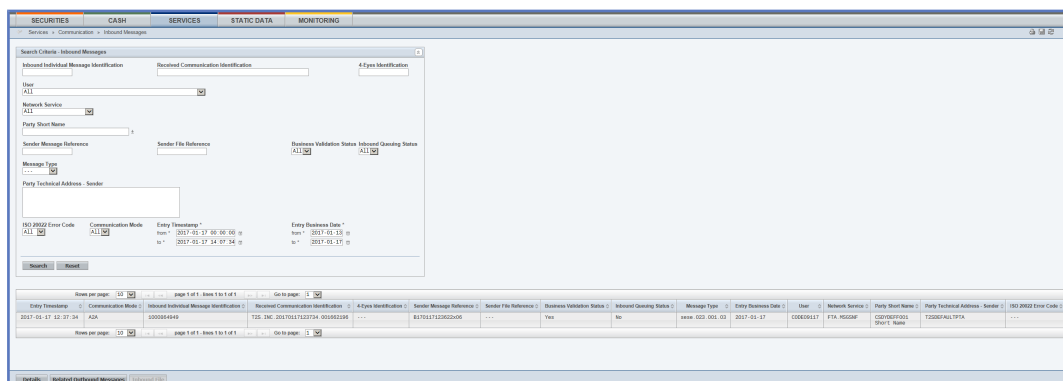 SECURITIES CASH SERVICES STATIC DATA MONITORING
Services » Communication » Inbound Messages
Search Criteria - Inbound Messages
Inbound Individual Message Identification Received Communication Identification 4-Eyes Identification
User
All
Network Service
All
Party Short Name
Sender Message Reference Sender File Reference Business Validation Status Inbound Queuing Status
All All
Message Type
---
Party Technical Address - Sender
ISO 20022 Error Code Communication Mode Entry Timestamp * Entry Business Date *
All All from * 2017-01-17 00:00:00 from * 2017-01-13
to * 2017-01-17 14:07:34 to * 2017-01-17
Search Reset
Rows per page: 10 page 1 of 1 - lines 1 to 1 of 1 Go to page: 1
Entry Timestamp Communication Mode Inbound Individual Message Identification Received Communication Identification 4-Eyes Identification Sender Message Reference Sender File Reference Business Validation Status Inbound Queuing Status Message Type Entry Business Date User Network Service Party Short Name Party Technical Address - Sender ISO 20022 Error Code
2017-01-17 12:37:34 A2A --- B170117123622x06 --- Yes No sese.023.001.03 2017-01-17 FTA MSGSNF Short Name T2SDEFAULTPTA ---
Rows per page: 10 page 1 of 1 - lines 1 to 1 of 1 Go to page: 1
Details Related Outbound Messages Inbound File